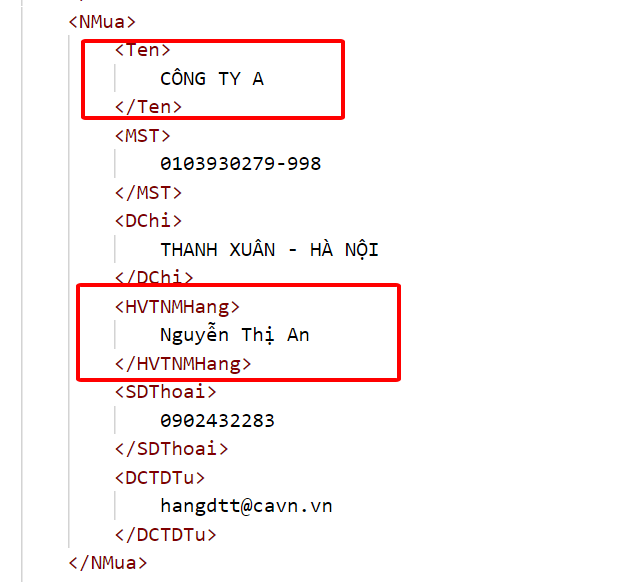 <NMua>
<Ten>
CÔNG TY A
</Ten>
<MST>
0103930279-998
</MST>
<DChi>
THANH XUÂN - HÀ NỘI
</DChi>
<HVTNMHang>
Nguyễn Thị An
</HVTNMHang>
<SDThoai>
0902432283
</SDThoai>
<DCTDTu>
hangdtt@cavn.vn
</DCTDTu>
</NMua>